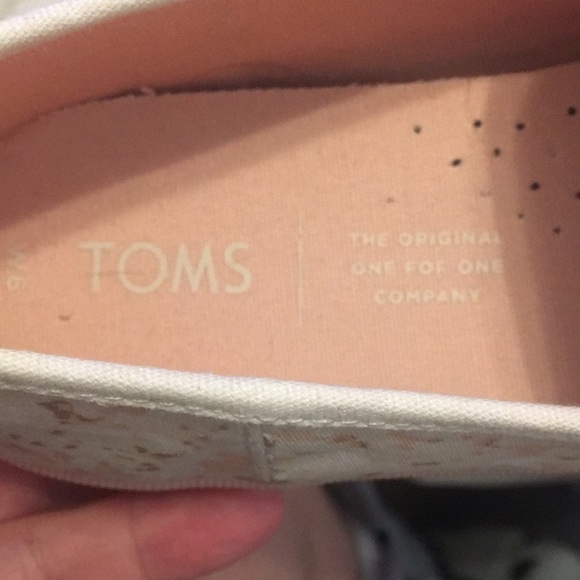 W6
TOMS
THE ORIGINAL
ONE FOR ONE
COMPANY